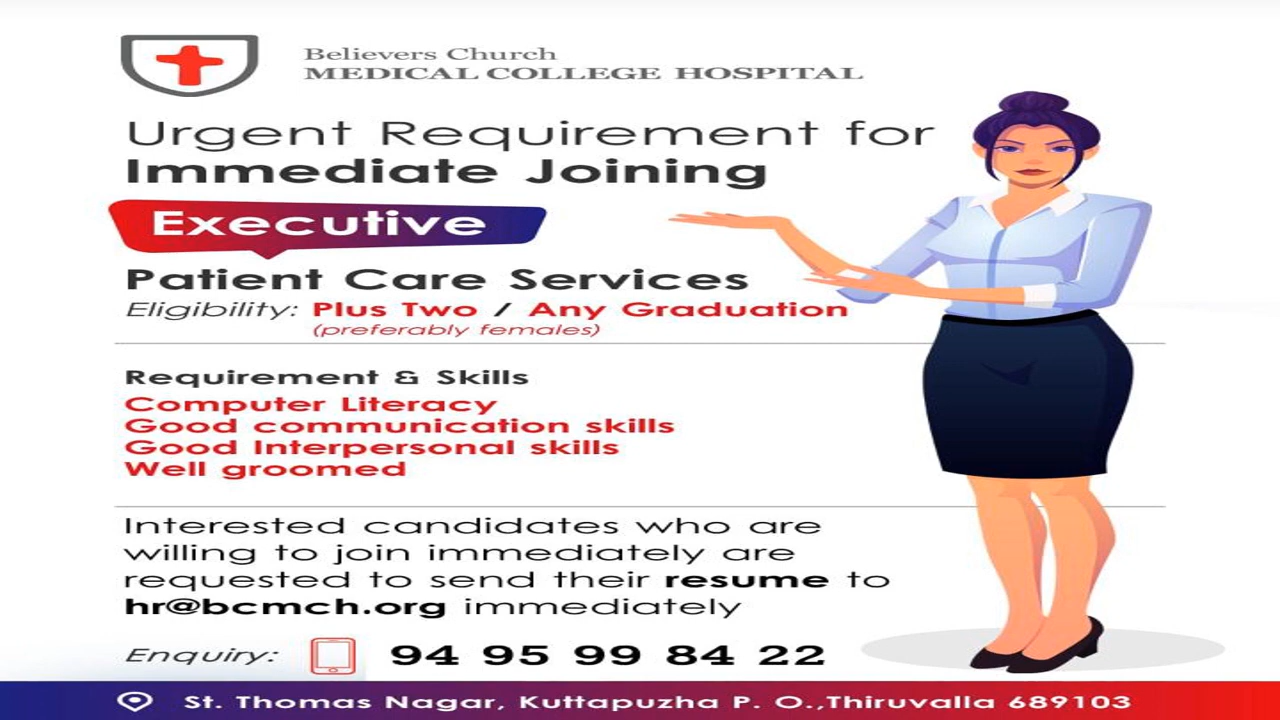 Believers Church
MEDICAL COLLEGE HOSPITAL
Urgent Requirement for
Immediate Joining
Executive
Patient Care Services
Eligibility: Plus Two / Any Graduation
(preferably females)
Requirement & Skills
Computer Literacy
Good communication skills
Good Interpersonal skills
Well groomed
Interested candidates who are
willing to join immediately are
requested to send their resume to
hr@bcmch.org immediately
Enquiry: 94 95 99 84 22
St. Thomas Nagar, Kuttapuzha P. O.,Thiruvalla 689103